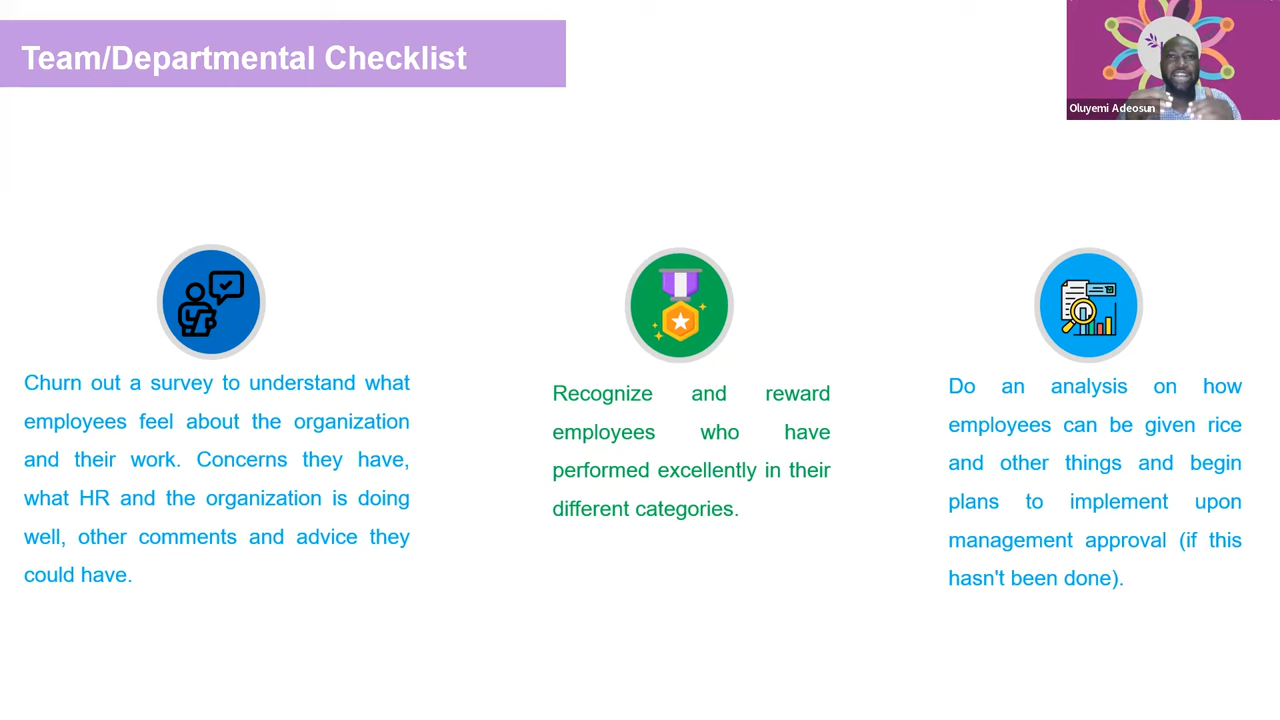 Team/Departmental Checklist
Oluyemi Adeosun
Churn out a survey to understand what
employees feel about the organization
and their work. Concerns they have,
what HR and the organization is doing
well, other comments and advice they
could have.
Recognize and reward
employees who have
performed excellently in their
different categories.
Do an analysis on how
employees can be given rice
and other things and begin
plans to implement upon
management approval (if this
hasn't been done).